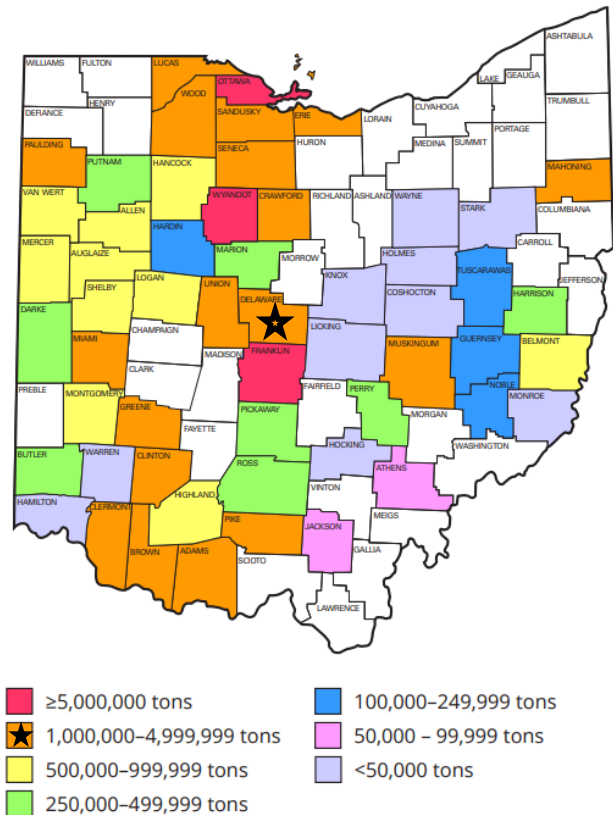 ASHTABULA
WILLIAMS
FULTON
LUCAS
OTTAWA
LAKE
GEAUGA
WOOD
HENRY
CUYAHOGA
TRUMBULL
DEFIANCE
SANDUSKY
ERIE
LORAIN
PORTAGE
MEDINA
SUMMIT
HURON
PAULDING
SENECA
PUTNAM
HANCOCK
MAHONING
VAN WERT
WYANDOT
CRAWFORD
RICHLAND
ASHLAND
WAYNE
STARK
ALLEN
COLUMBIANA
HARDIN
MERCER
AUGLAIZE
MARION
MORROW
HOLMES
CARROLL
TUSCARAWAS
KNOX
LOGAN
UNION
JEFFERSON
SHELBY
COSHOCTON
HARRISON
DELAWARE
DARKE
LICKING
CHAMPAIGN
MIAMI
MUSKINGUM
GUERNSEY
BELMONT
MADISON
FRANKLIN
CLARK
NOBLE
PREBLE
MONTGOMERY
FAIRFIELD
PERRY
MONROE
GREENE
PICKAWAY
MORGAN
FAYETTE
WASHINGTON
HOCKING
BUTLER
WARREN
CLINTON
ROSS
ATHENS
VINTON
HIGHLAND
HAMILTON
CLERMONT
MEIGS
PIKE
JACKSON
BROWN
ADAMS
GALLIA
SCIOTO
LAWRENCE
≥5,000,000 tons
1,000,000–4,999,999 tons
500,000–999,999 tons
250,000–499,999 tons
100,000–249,999 tons
50,000 – 99,999 tons
<50,000 tons